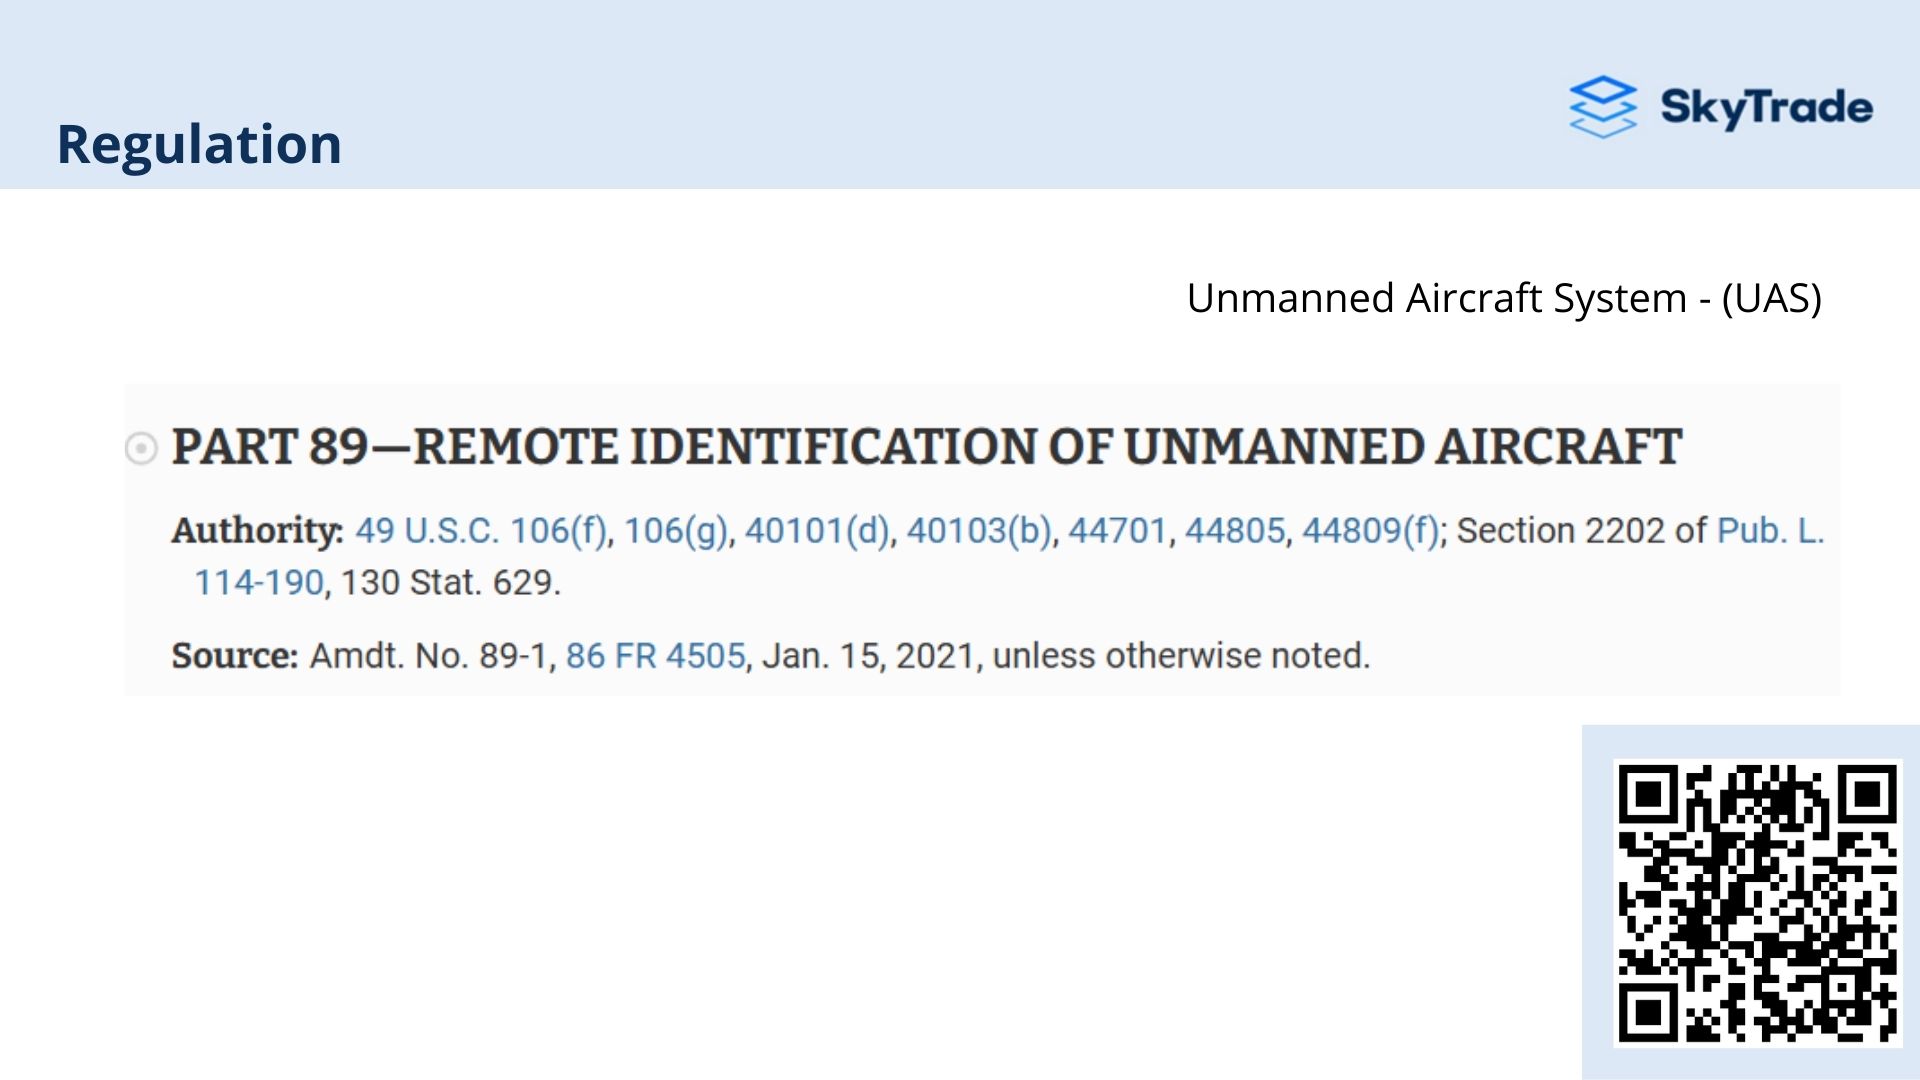 Regulation
SkyTrade
Unmanned Aircraft System - (UAS)
PART 89—REMOTE IDENTIFICATION OF UNMANNED AIRCRAFT
Authority: 49 U.S.C. 106(f), 106(g), 40101(d), 40103(b), 44701, 44805, 44809(f); Section 2202 of Pub. L.
114-190, 130 Stat. 629.
Source: Amdt. No. 89-1, 86 FR 4505, Jan. 15, 2021, unless otherwise noted.